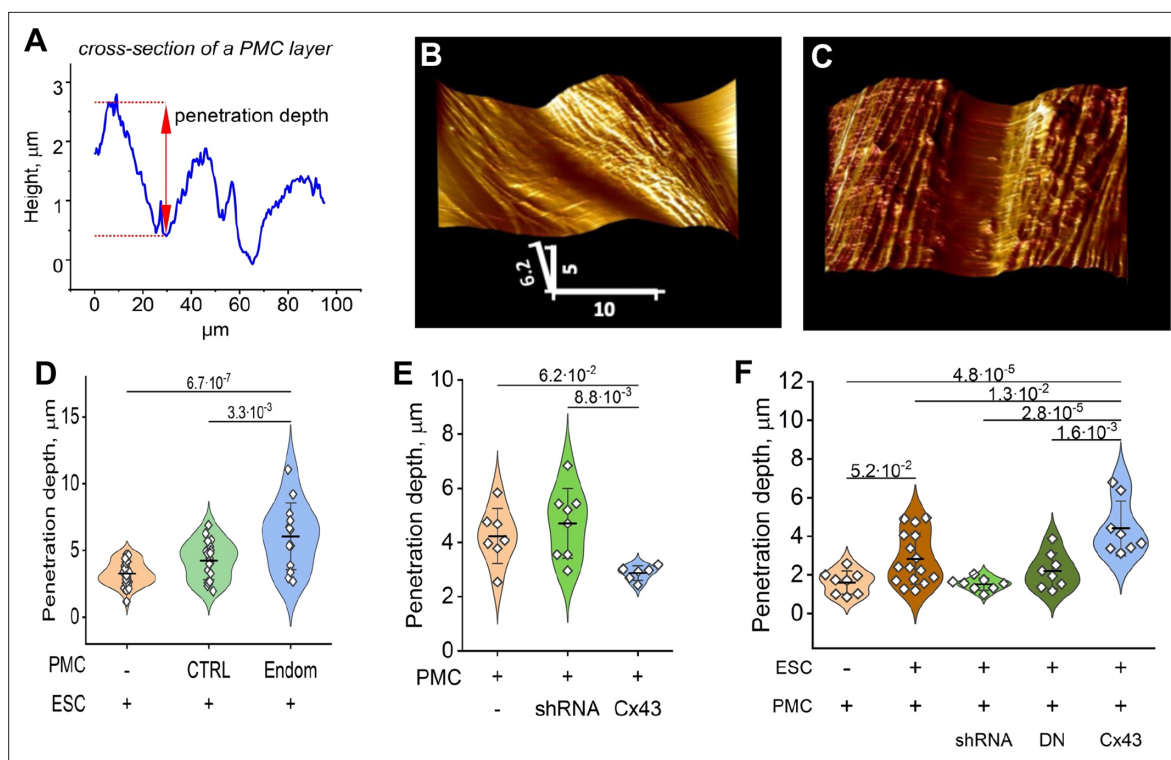 A
cross-section of a PMC layer
penetration depth
Height, μm
3
2
1
0
0 20 40 60 80 100
μm
B
6.2
5
10
C
D
6.7·10-7
3.3·10-3
Penetration depth, μm
15
10
5
0
PMC - CTRL Endom
ESC + + +
E
6.2·10-2
8.8·10-3
Penetration depth, μm
10
8
6
4
2
0
PMC + + +
- shRNA Cx43
F
4.8·10-5
1.3·10-2
2.8·10-5
1.6·10-3
5.2·10-2
Penetration depth, μm
12
10
8
6
4
2
0
ESC - + + + +
PMC + + + + +
shRNA DN Cx43